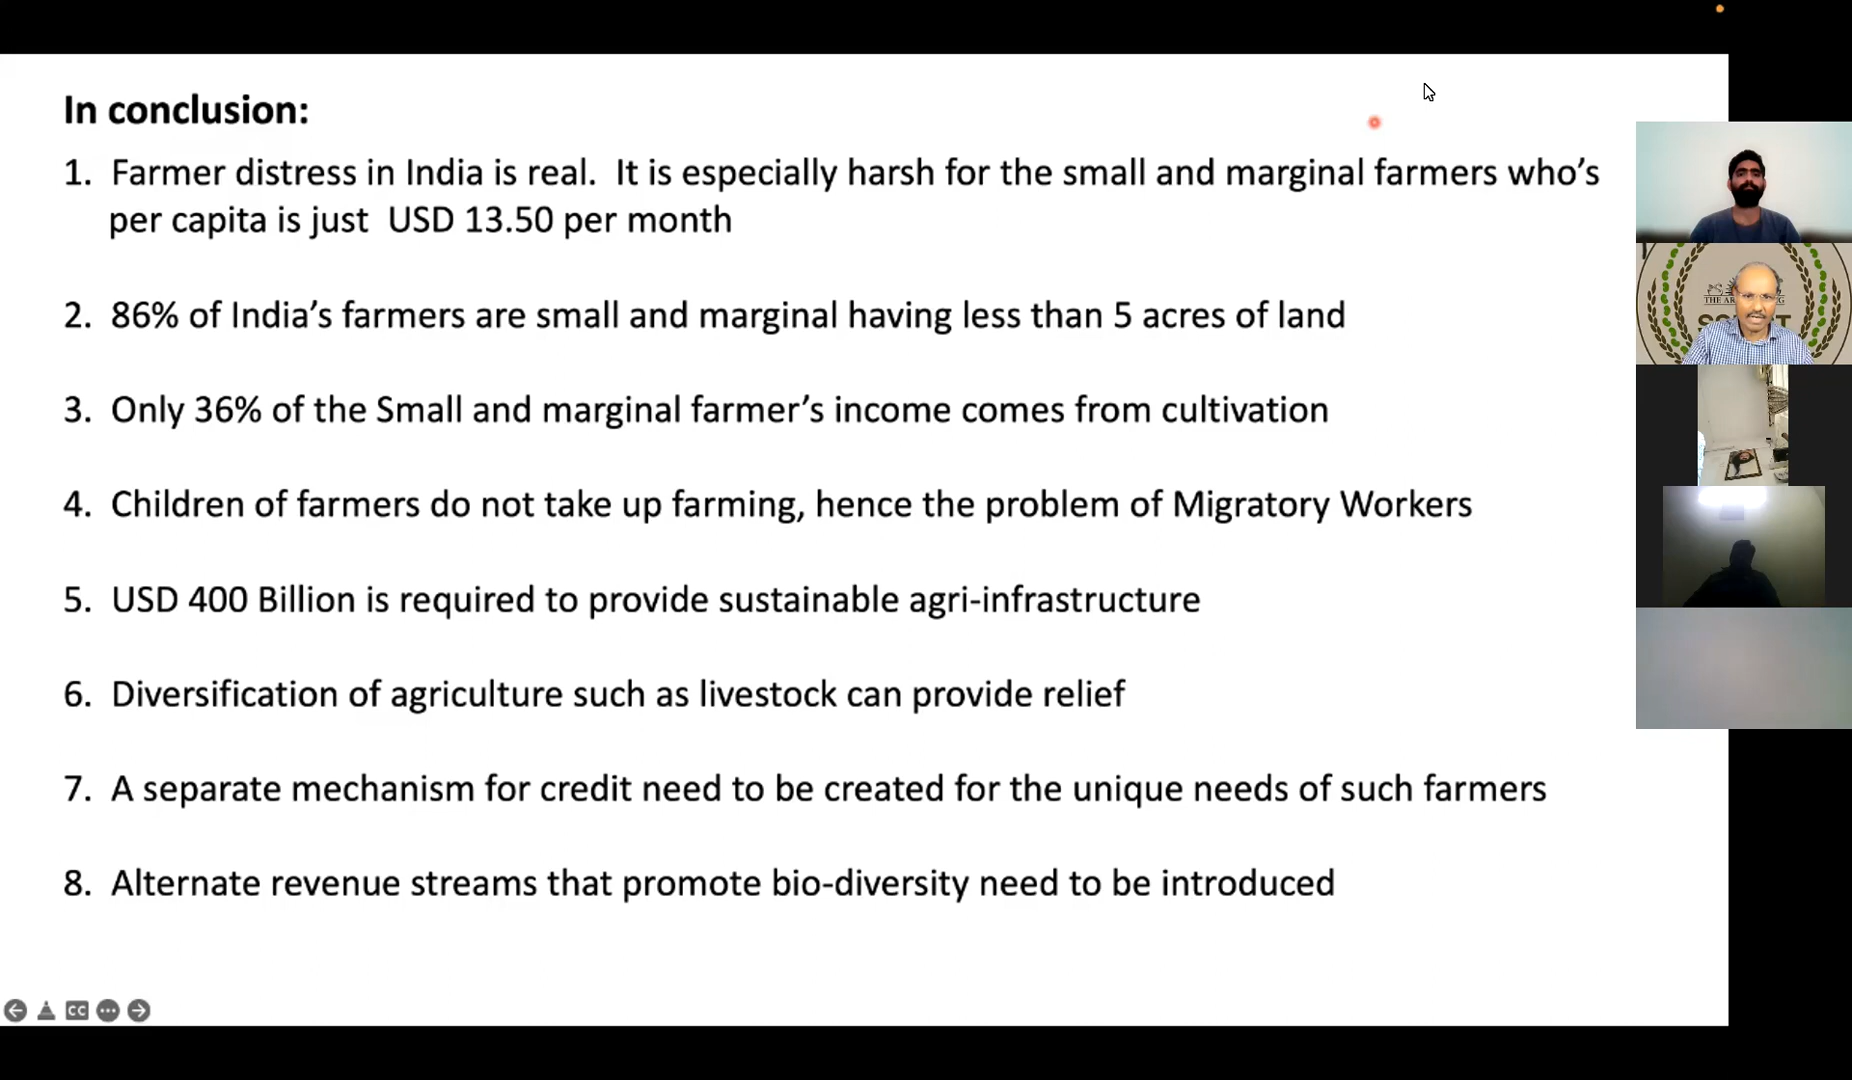 In conclusion:
1. Farmer distress in India is real. It is especially harsh for the small and marginal farmers who's
per capita is just USD 13.50 per month
2. 86% of India's farmers are small and marginal having less than 5 acres of land
3. Only 36% of the Small and marginal farmer's income comes from cultivation
4. Children of farmers do not take up farming, hence the problem of Migratory Workers
5. USD 400 Billion is required to provide sustainable agri-infrastructure
6. Diversification of agriculture such as livestock can provide relief
7. A separate mechanism for credit need to be created for the unique needs of such farmers
8. Alternate revenue streams that promote bio-diversity need to be introduced
CC
THE